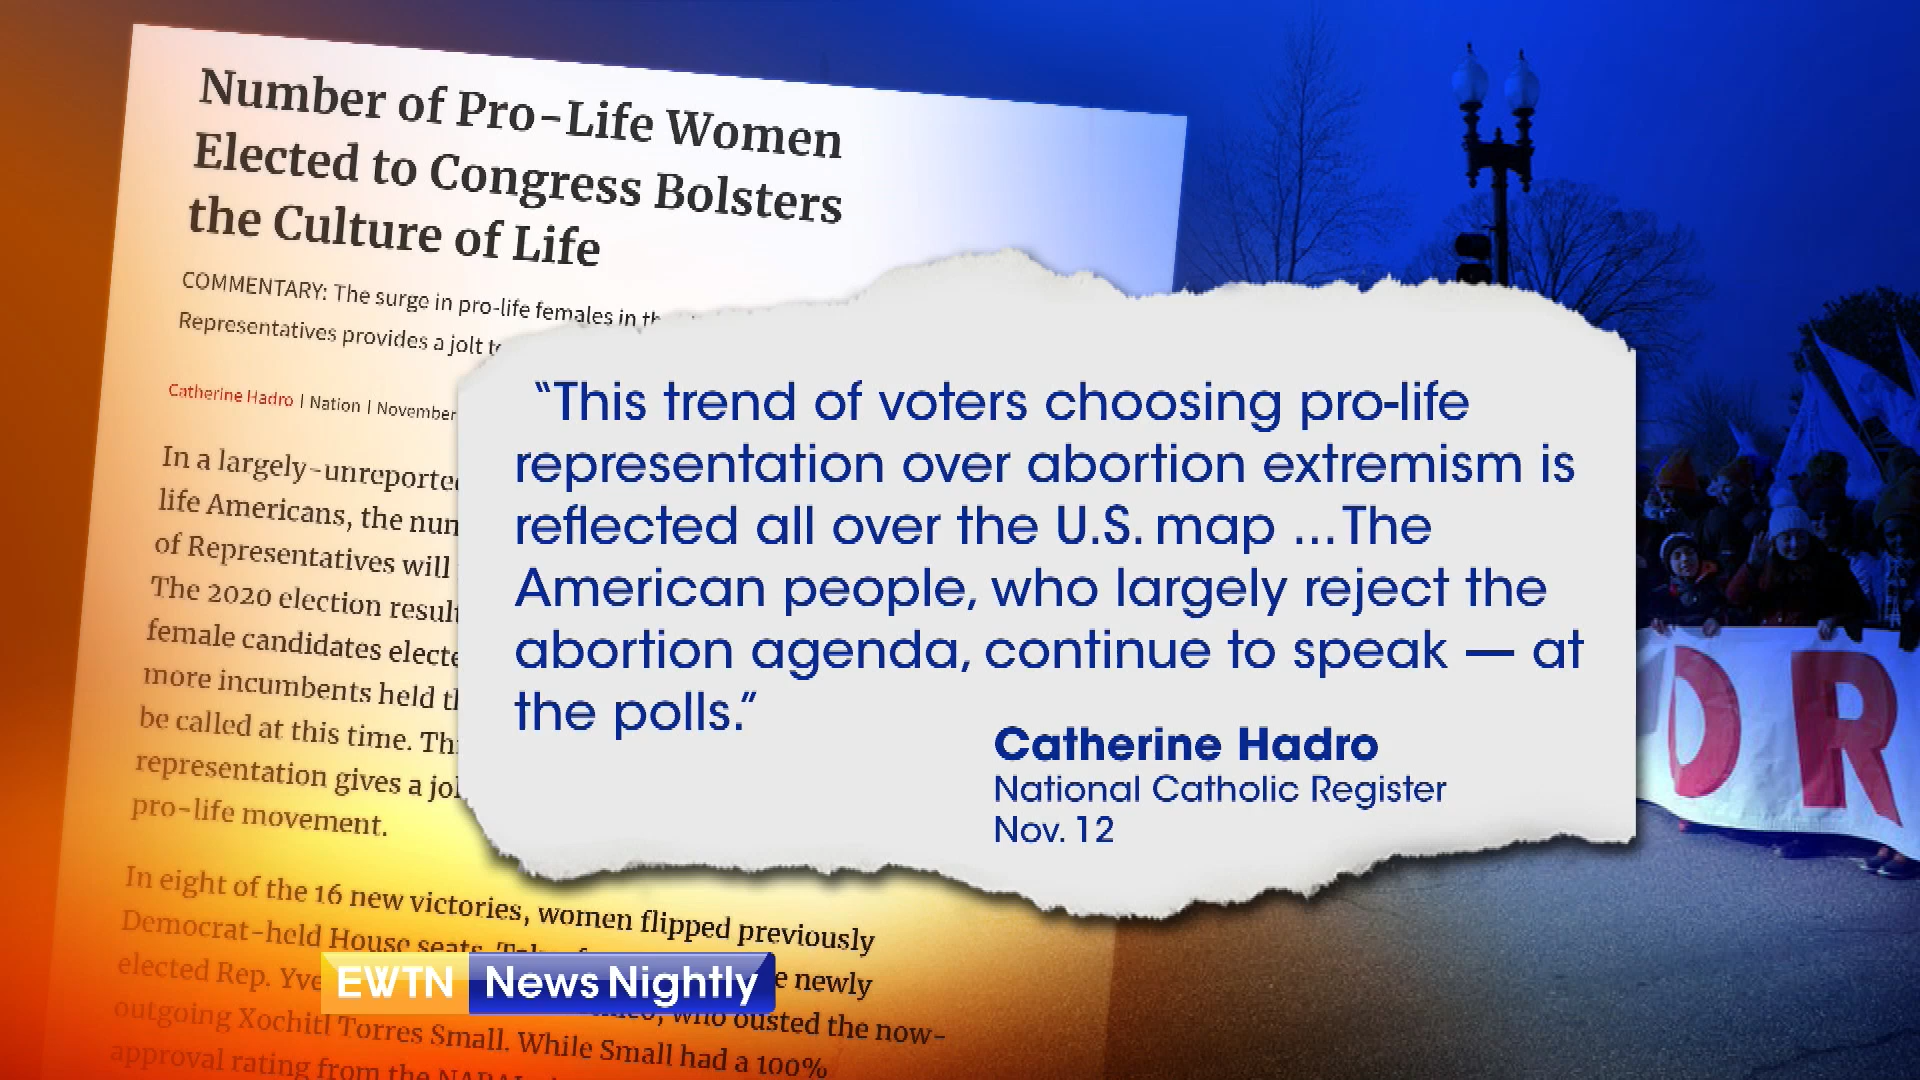 Number of Pro-Life Women
Elected to Congress Bolsters
the Culture of Life
COMMENTARY: The surge in pro-life females in
Representatives provides a jolt
Catherine Hadro | Nation | November
In a largely-unreported
life Americans, the
of Representatives will
The 2020 election
female candidates
more incumbents held
be called at this time.
representation gives a
pro-life movement.
In eight of the 16 new victories, women flipped previously
Democrat-held House seats.
elected Rep. newly
who ousted the now-
outgoing Xochitl Torres Small. While Small had a 100%
approval rating from the
“This trend of voters choosing pro-life
representation over abortion extremism is
reflected all over the U.S. map ...The
American people, who largely reject the
abortion agenda, continue to speak — at
the polls.”
Catherine Hadro
National Catholic Register
Nov. 12
EWTN News Nightly
OR